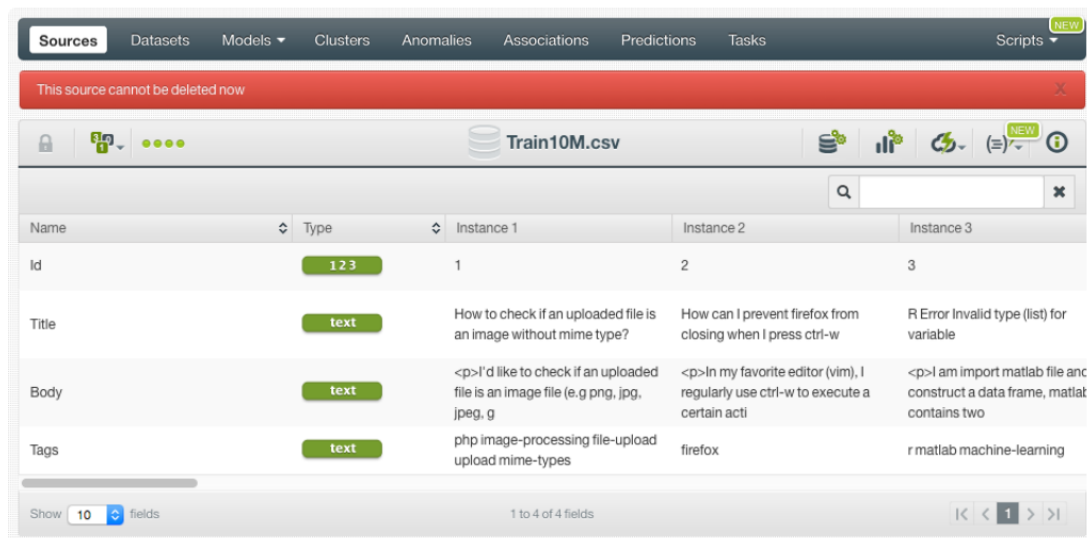 NEW
Sources Datasets Models Clusters Anomalies Associations Predictions Tasks Scripts
This source cannot be deleted now X
Train10M.csv NEW (=)
Name Type Instance 1 Instance 2 Instance 3
Id 123 1 2 3
Title text How to check if an uploaded file is How can I prevent firefox from R Error Invalid type (list) for
an image without mime type? closing when I press ctrl-w variable
Body text <p>I'd like to check if an uploaded <p>In my favorite editor (vim), I <p>I am import matlab file and
file is an image file (e.g png, jpg, regularly use ctrl-w to execute a construct a data frame, matlab
jpeg, g certain acti contains two
Tags text php image-processing file-upload firefox r matlab machine-learning
upload mime-types
Show 10 fields 1 to 4 of 4 fields 1